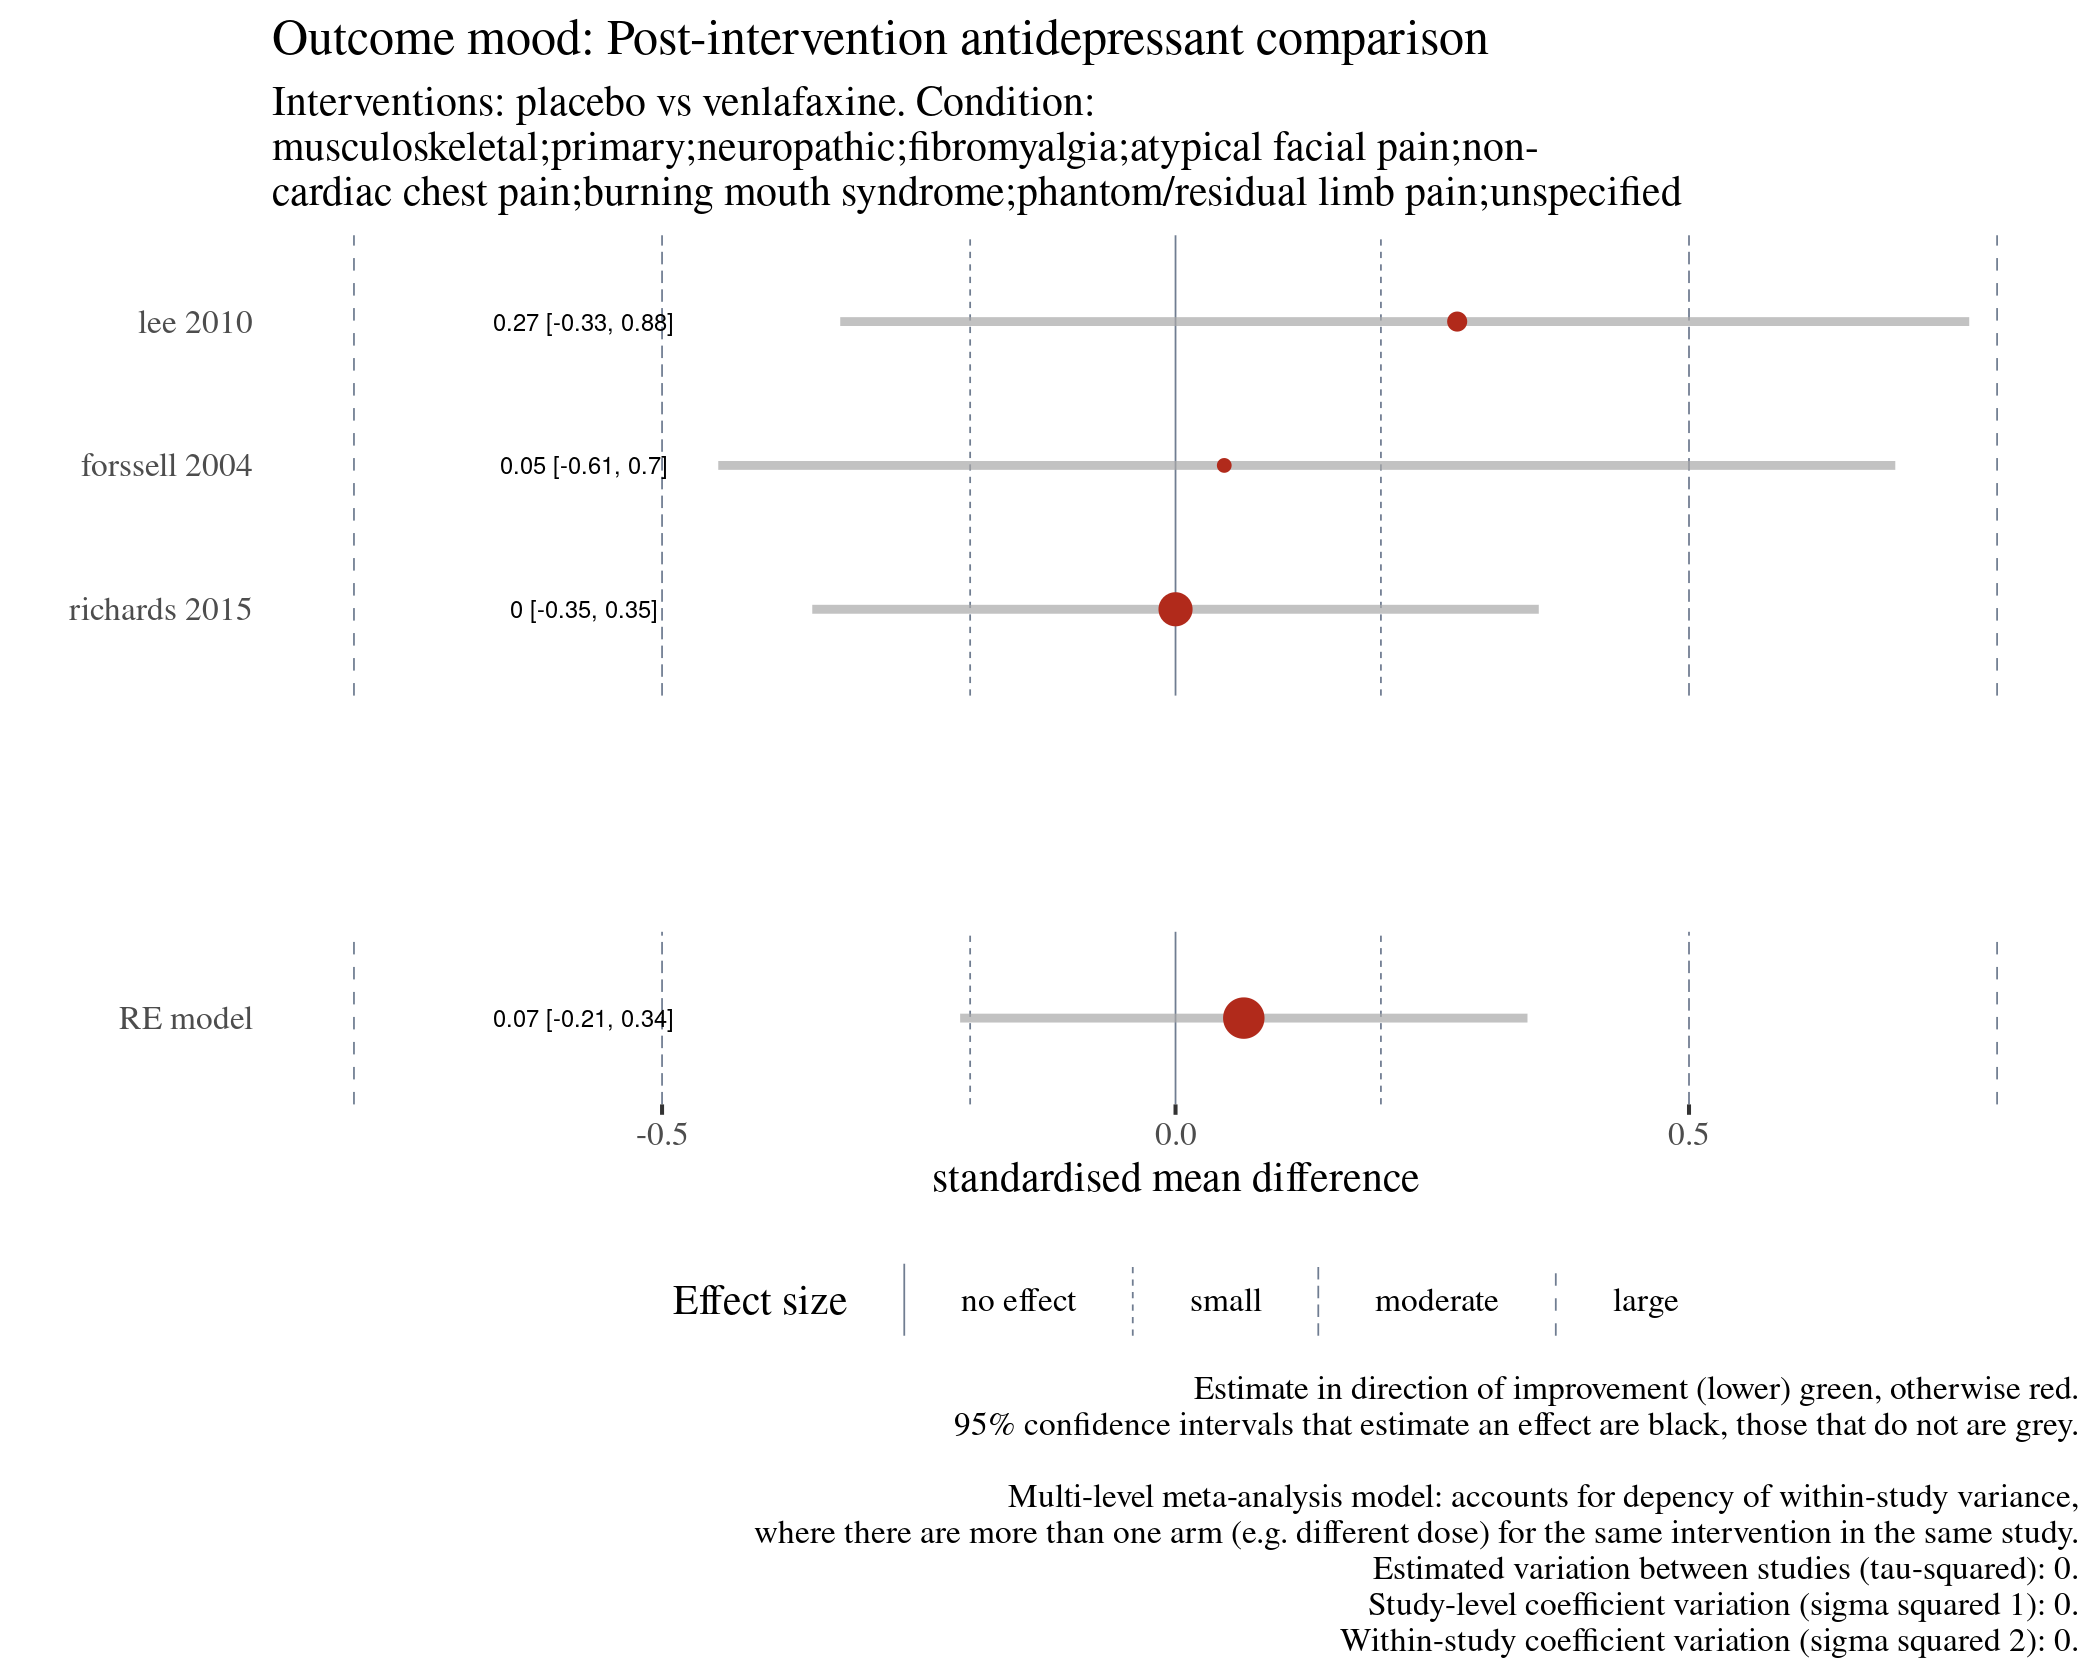 Outcome mood: Post-intervention antidepressant comparison
Interventions: placebo vs venlafaxine. Condition:
musculoskeletal;primary;neuropathic;fibromyalgia;atypical facial pain;non-
cardiac chest pain;burning mouth syndrome;phantom/residual limb pain;unspecified
lee 2010 0.27 [-0.33, 0.88]
forssell 2004 0.05 [-0.61, 0.7]
richards 2015 0 [-0.35, 0.35]
RE model 0.07 [-0.21, 0.34]
-0.5 0.0 0.5
standardised mean difference
Effect size no effect small moderate large
Estimate in direction of improvement (lower) green, otherwise red.
95% confidence intervals that estimate an effect are black, those that do not are grey.
Multi-level meta-analysis model: accounts for depency of within-study variance,
where there are more than one arm (e.g. different dose) for the same intervention in the same study.
Estimated variation between studies (tau-squared): 0.
Study-level coefficient variation (sigma squared 1): 0.
Within-study coefficient variation (sigma squared 2): 0.